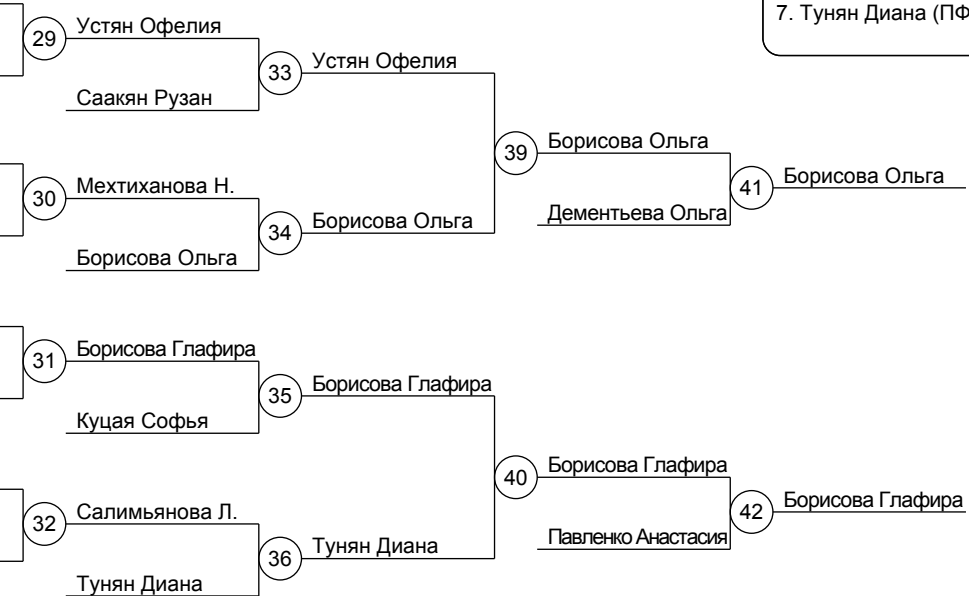 7. Тунян Диана (ПФ
29 Устян Офелия
33 Устян Офелия
Саакян Рузан
39 Борисова Ольга
30 Мехтиханова Н.
41 Борисова Ольга
Дементьева Ольга
34 Борисова Ольга
Борисова Ольга
31 Борисова Глафира
35 Борисова Глафира
Куцая Софья
40 Борисова Глафира
42 Борисова Глафира
32 Салимьянова Л.
Павленко Анастасия
36 Тунян Диана
Тунян Диана